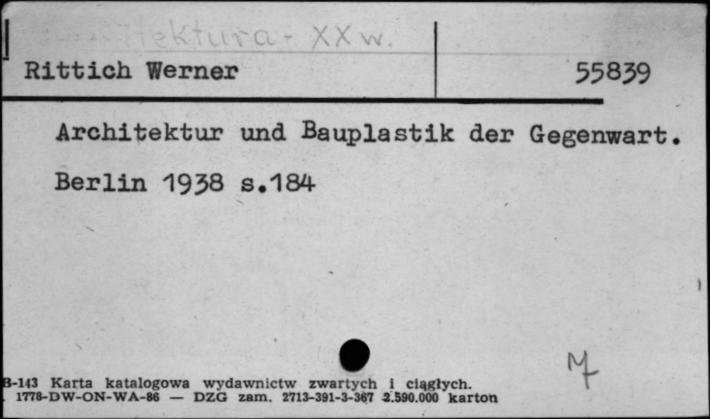 Architektura - XX w.
Rittich Werner 55839
Architektur und Bauplastik der Gegenwart.
Berlin 1938 s.184
M
B-143 Karta katalogowa wydawnictw zwartych i ciągłych.
1778-DW-ON-WA-86 — DZG zam. 2713-391-3-367 2.590.000 karton